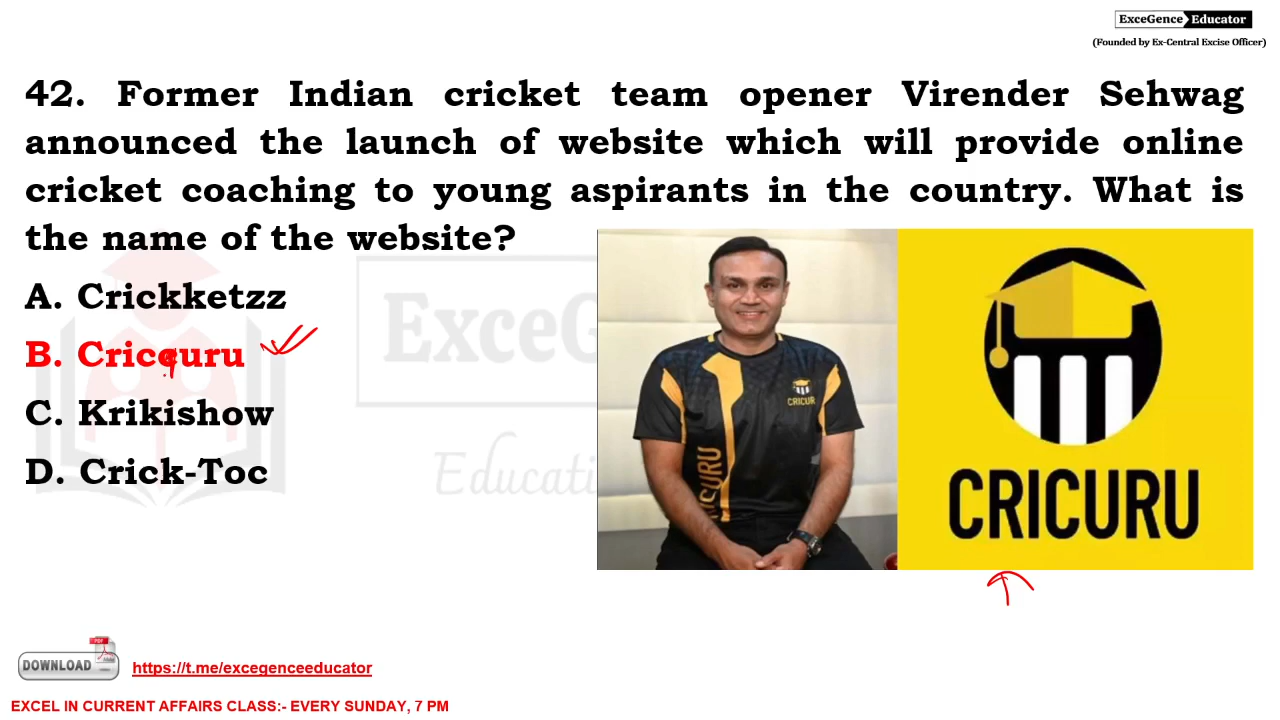 ExceGence Educator
(Founded by Ex-Central Excise Officer)
42. Former Indian cricket team opener Virender Sehwag
announced the launch of website which will provide online
cricket coaching to young aspirants in the country. What is
the name of the website?
A. Crickketzz
B. Cricquru
C. Krikishow
D. Crick-Toc
CRICURU
CRICURU
PDF
DOWNLOAD
https://t.me/excegenceeducator
EXCEL IN CURRENT AFFAIRS CLASS:- EVERY SUNDAY, 7 PM